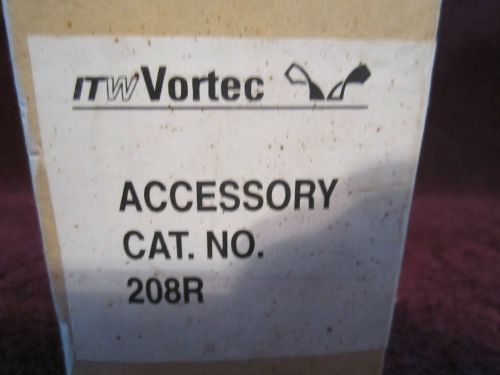 ITW Vortec
ACCESSORY
CAT. NO.
208R